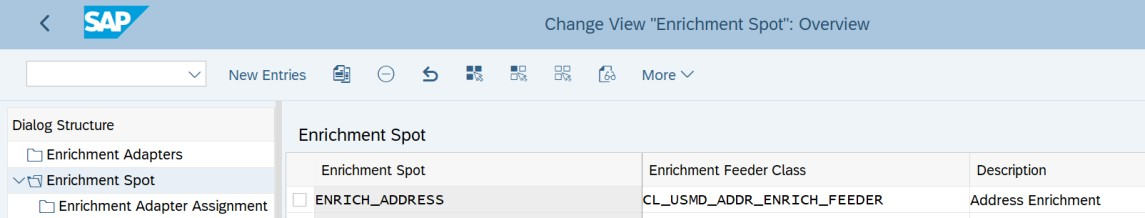 SAP Change View "Enrichment Spot": Overview
New Entries More
Dialog Structure
Enrichment Adapters
Enrichment Spot
Enrichment Adapter Assignment
Enrichment Spot
Enrichment Spot Enrichment Feeder Class Description
ENRICH_ADDRESS CL_USMD_ADDR_ENRICH_FEEDER Address Enrichment